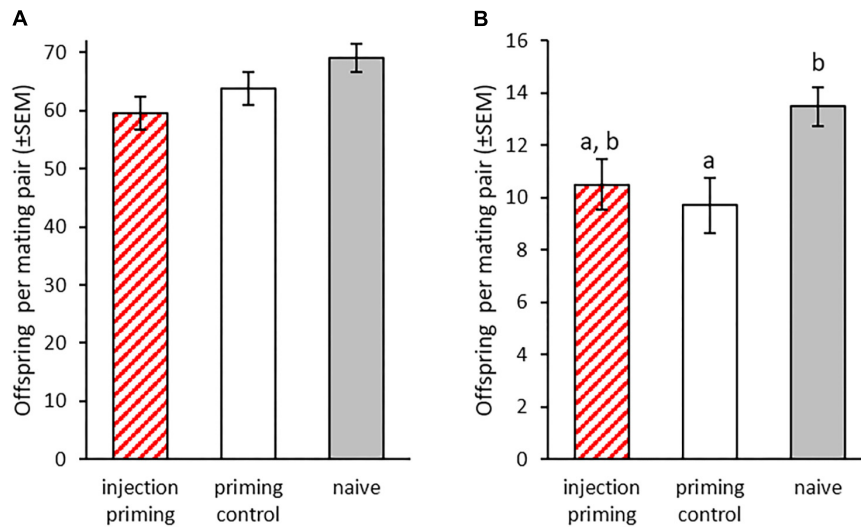 A
Offspring per mating pair (±SEM)
70
60
50
40
30
20
10
0
injection
priming
priming
control
naive
B
Offspring per mating pair (±SEM)
16
14
12
10
8
6
4
2
0
a, b
a
b
injection
priming
priming
control
naive